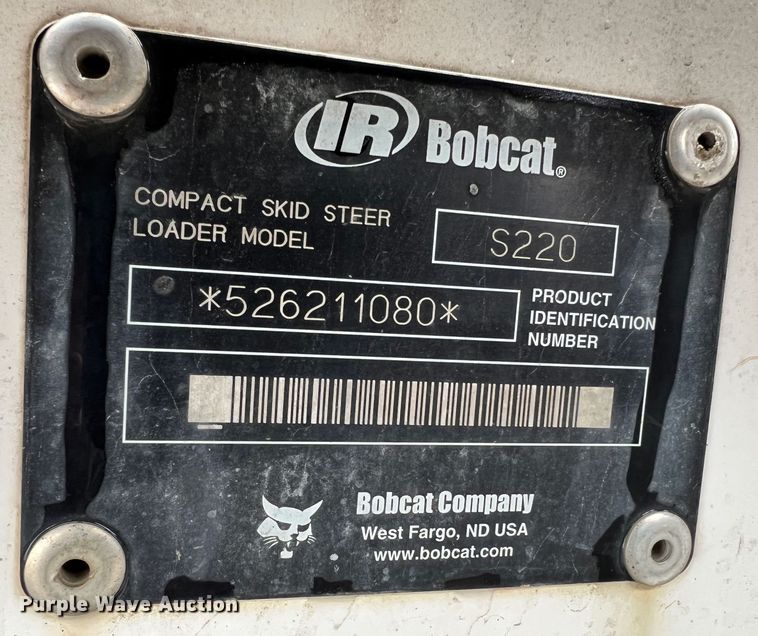 IR Bobcat®
COMPACT SKID STEER
LOADER MODEL
S220
*526211080*
PRODUCT
IDENTIFICATION
NUMBER
Bobcat Company
West Fargo, ND USA
www.bobcat.com
Purple Wave Auction